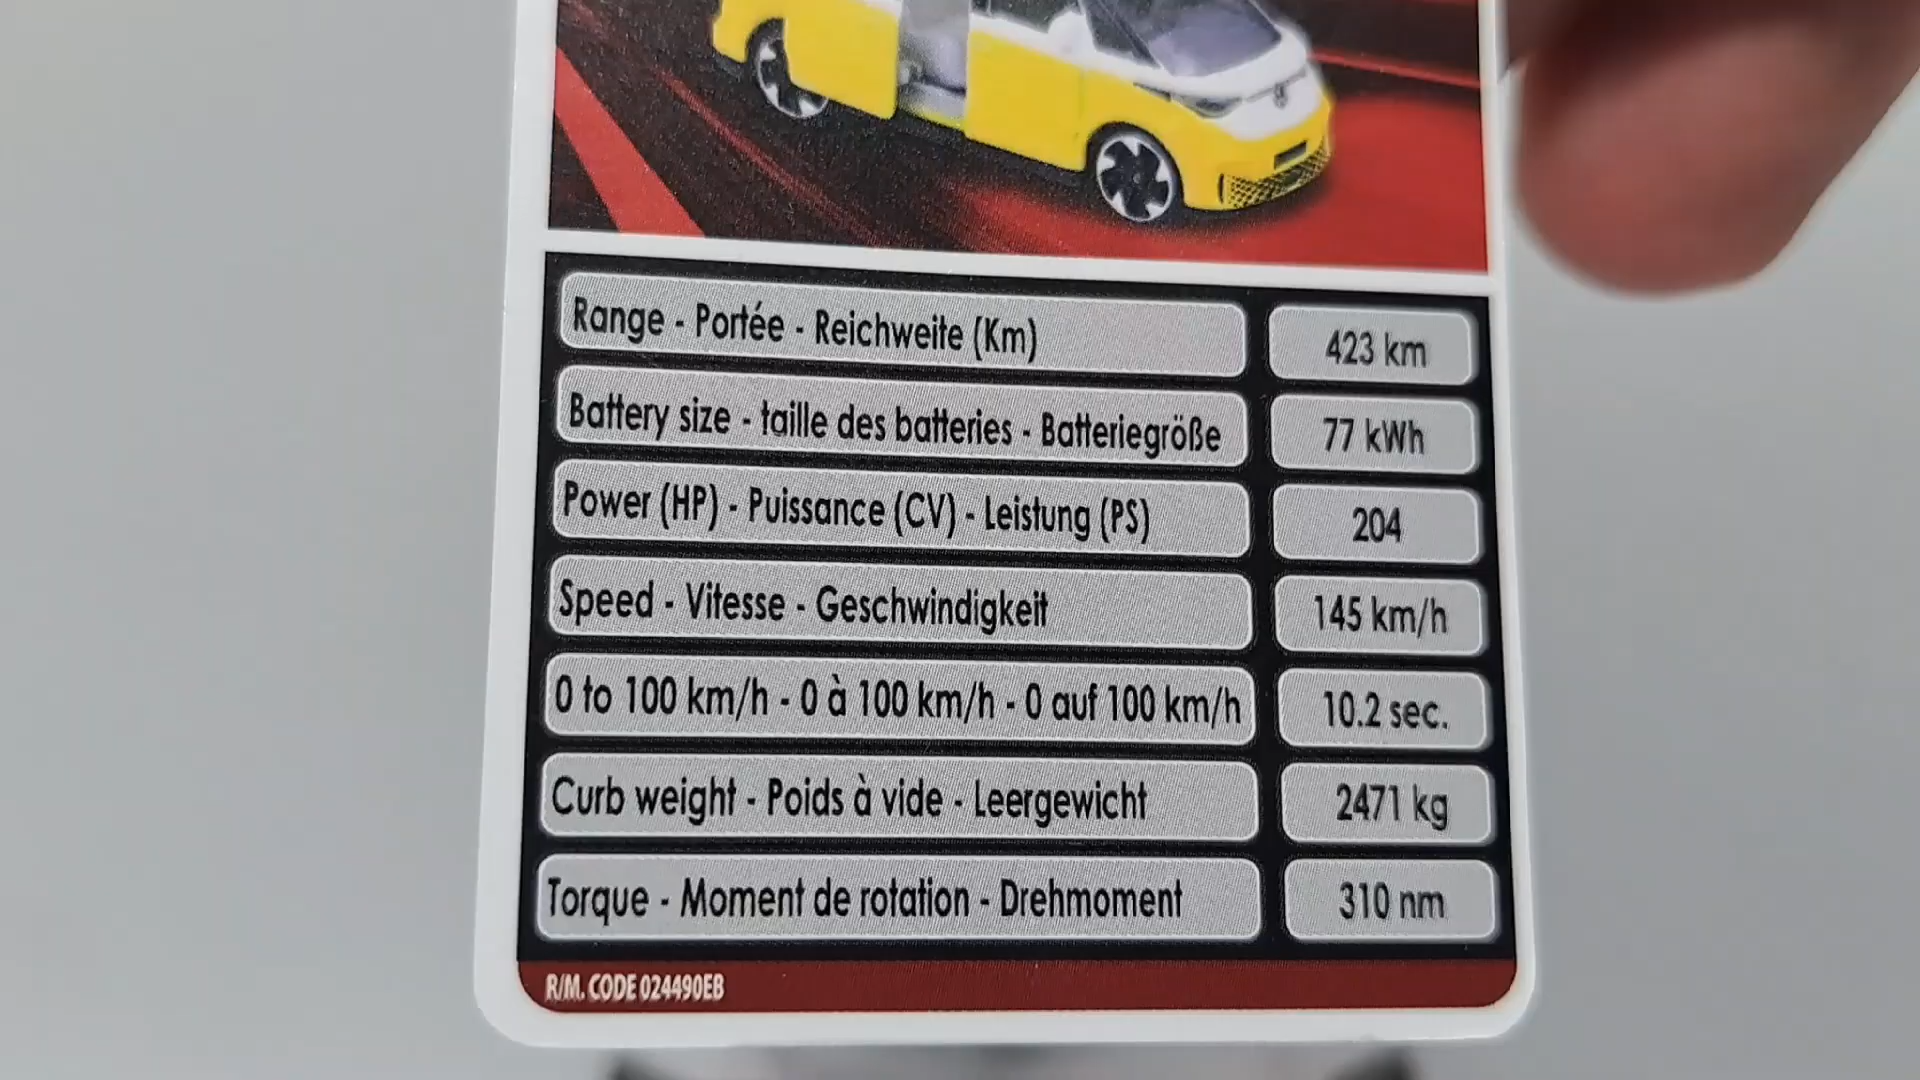 Range - Portée - Reichweite (Km) 423 km
Battery size - taille des batteries - Batteriegröße 77 kWh
Power (HP) - Puissance (CV) - Leistung (PS) 204
Speed - Vitesse - Geschwindigkeit 145 km/h
0 to 100 km/h - 0 à 100 km/h - 0 auf 100 km/h 10.2 sec.
Curb weight - Poids à vide - Leergewicht 2471 kg
Torque - Moment de rotation - Drehmoment 310 nm
R/M. CODE 024490EB